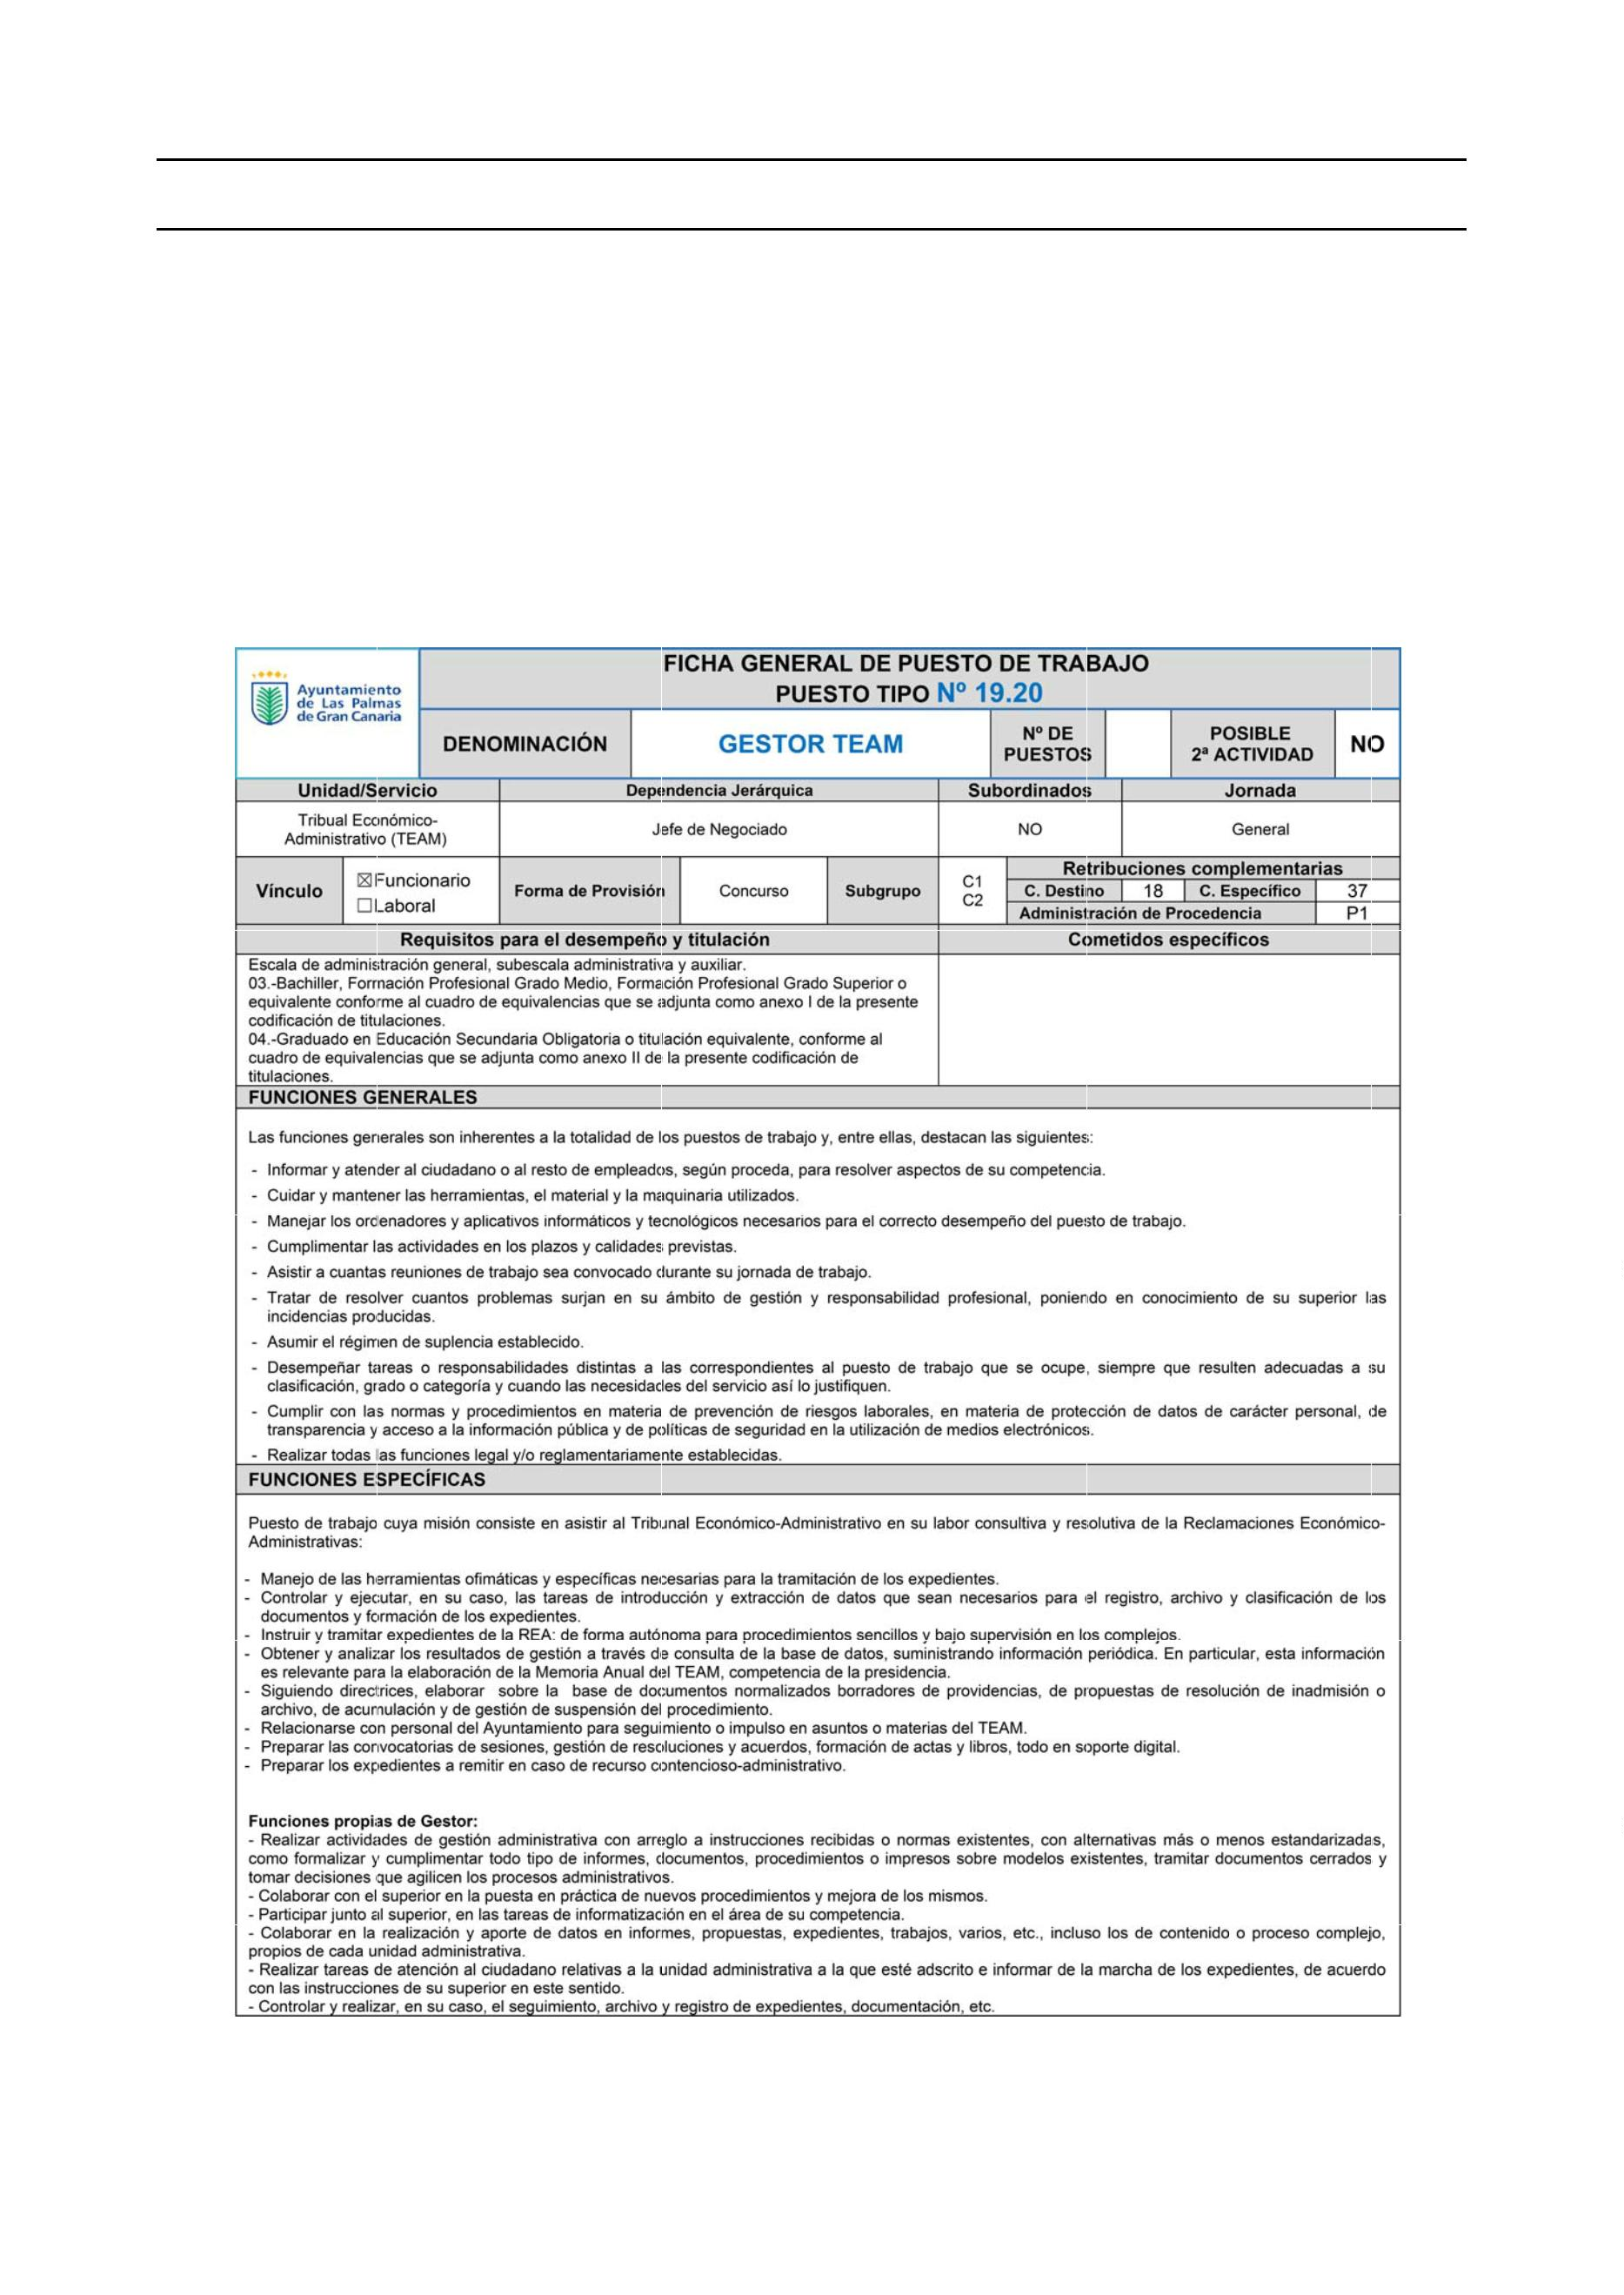 FICHA GENERAL DE PUESTO DE TRABAJO
PUESTO TIPO Nº 19.20
Ayuntamiento
de Las Palmas
de Gran Canaria
DENOMINACIÓN
GESTOR TEAM
Nº DE
PUESTOS
POSIBLE
2ª ACTIVIDAD
NO
Unidad/Servicio
Dependencia Jerárquica
Subordinados
Jornada
Tribual Económico-
Administrativo (TEAM)
Jefe de Negociado
NO
General
Vínculo
☒Funcionario
☐Laboral
Forma de Provisión
Concurso
Subgrupo
C1
C2
Retribuciones complementarias
C. Destino 18 C. Específico 37
Administración de Procedencia P1
Requisitos para el desempeño y titulación
Cometidos específicos
Escala de administración general, subescala administrativa y auxiliar.
03.-Bachiller, Formación Profesional Grado Medio, Formación Profesional Grado Superior o
equivalente conforme al cuadro de equivalencias que se adjunta como anexo I de la presente
codificación de titulaciones.
04.-Graduado en Educación Secundaria Obligatoria o titulación equivalente, conforme al
cuadro de equivalencias que se adjunta como anexo II de la presente codificación de
titulaciones.
FUNCIONES GENERALES
Las funciones generales son inherentes a la totalidad de los puestos de trabajo y, entre ellas, destacan las siguientes:
- Informar y atender al ciudadano o al resto de empleados, según proceda, para resolver aspectos de su competencia.
- Cuidar y mantener las herramientas, el material y la maquinaria utilizados.
- Manejar los ordenadores y aplicativos informáticos y tecnológicos necesarios para el correcto desempeño del puesto de trabajo.
- Cumplimentar las actividades en los plazos y calidades previstas.
- Asistir a cuantas reuniones de trabajo sea convocado durante su jornada de trabajo.
- Tratar de resolver cuantos problemas surjan en su ámbito de gestión y responsabilidad profesional, poniendo en conocimiento de su superior las
incidencias producidas.
- Asumir el régimen de suplencia establecido.
- Desempeñar tareas o responsabilidades distintas a las correspondientes al puesto de trabajo que se ocupe, siempre que resulten adecuadas a su
clasificación, grado o categoría y cuando las necesidades del servicio así lo justifiquen.
- Cumplir con las normas y procedimientos en materia de prevención de riesgos laborales, en materia de protección de datos de carácter personal, de
transparencia y acceso a la información pública y de políticas de seguridad en la utilización de medios electrónicos.
- Realizar todas las funciones legal y/o reglamentariamente establecidas.
FUNCIONES ESPECÍFICAS
Puesto de trabajo cuya misión consiste en asistir al Tribunal Económico-Administrativo en su labor consultiva y resolutiva de la Reclamaciones Económico-
Administrativas:
- Manejo de las herramientas ofimáticas y específicas necesarias para la tramitación de los expedientes.
- Controlar y ejecutar, en su caso, las tareas de introducción y extracción de datos que sean necesarios para el registro, archivo y clasificación de los
documentos y formación de los expedientes.
- Instruir y tramitar expedientes de la REA: de forma autónoma para procedimientos sencillos y bajo supervisión en los complejos.
- Obtener y analizar los resultados de gestión a través de consulta de la base de datos, suministrando información periódica. En particular, esta información
es relevante para la elaboración de la Memoria Anual del TEAM, competencia de la presidencia.
- Siguiendo directrices, elaborar sobre la base de documentos normalizados borradores de providencias, de propuestas de resolución de inadmisión o
archivo, de acumulación y de gestión de suspensión del procedimiento.
- Relacionarse con personal del Ayuntamiento para seguimiento o impulso en asuntos o materias del TEAM.
- Preparar las convocatorias de sesiones, gestión de resoluciones y acuerdos, formación de actas y libros, todo en soporte digital.
- Preparar los expedientes a remitir en caso de recurso contencioso-administrativo.
Funciones propias de Gestor:
- Realizar actividades de gestión administrativa con arreglo a instrucciones recibidas o normas existentes, con alternativas más o menos estandarizadas,
como formalizar y cumplimentar todo tipo de informes, documentos, procedimientos o impresos sobre modelos existentes, tramitar documentos cerrados y
tomar decisiones que agilicen los procesos administrativos.
- Colaborar con el superior en la puesta en práctica de nuevos procedimientos y mejora de los mismos.
- Participar junto al superior, en las tareas de informatización en el área de su competencia.
- Colaborar en la realización y aporte de datos en informes, propuestas, expedientes, trabajos, varios, etc., incluso los de contenido o proceso complejo,
propios de cada unidad administrativa.
- Realizar tareas de atención al ciudadano relativas a la unidad administrativa a la que esté adscrito e informar de la marcha de los expedientes, de acuerdo
con las instrucciones de su superior en este sentido.
- Controlar y realizar, en su caso, el seguimiento, archivo y registro de expedientes, documentación, etc.